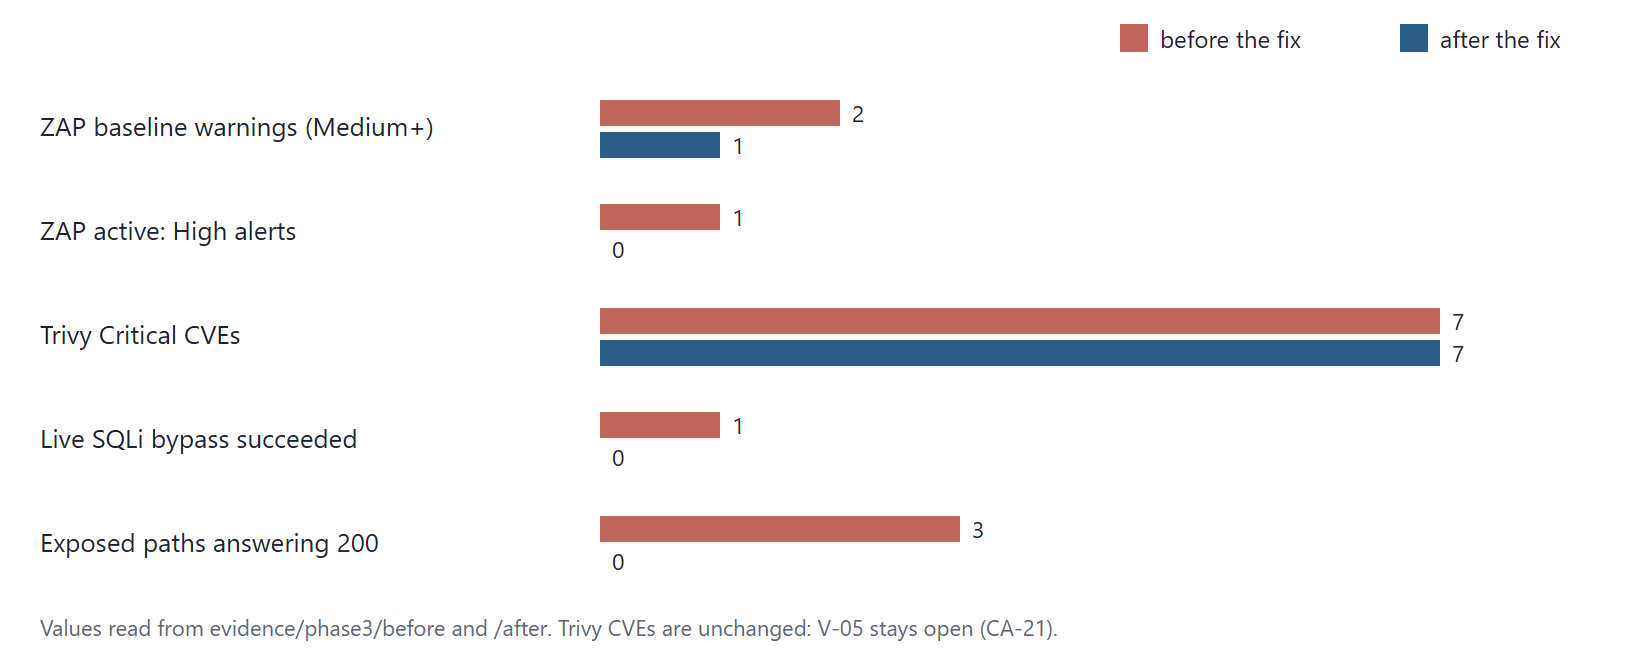 before the fix
after the fix
ZAP baseline warnings (Medium+)
2
1
ZAP active: High alerts
1
0
Trivy Critical CVEs
7
7
Live SQLi bypass succeeded
1
0
Exposed paths answering 200
3
0
Values read from evidence/phase3/before and /after. Trivy CVEs are unchanged: V-05 stays open (CA-21).